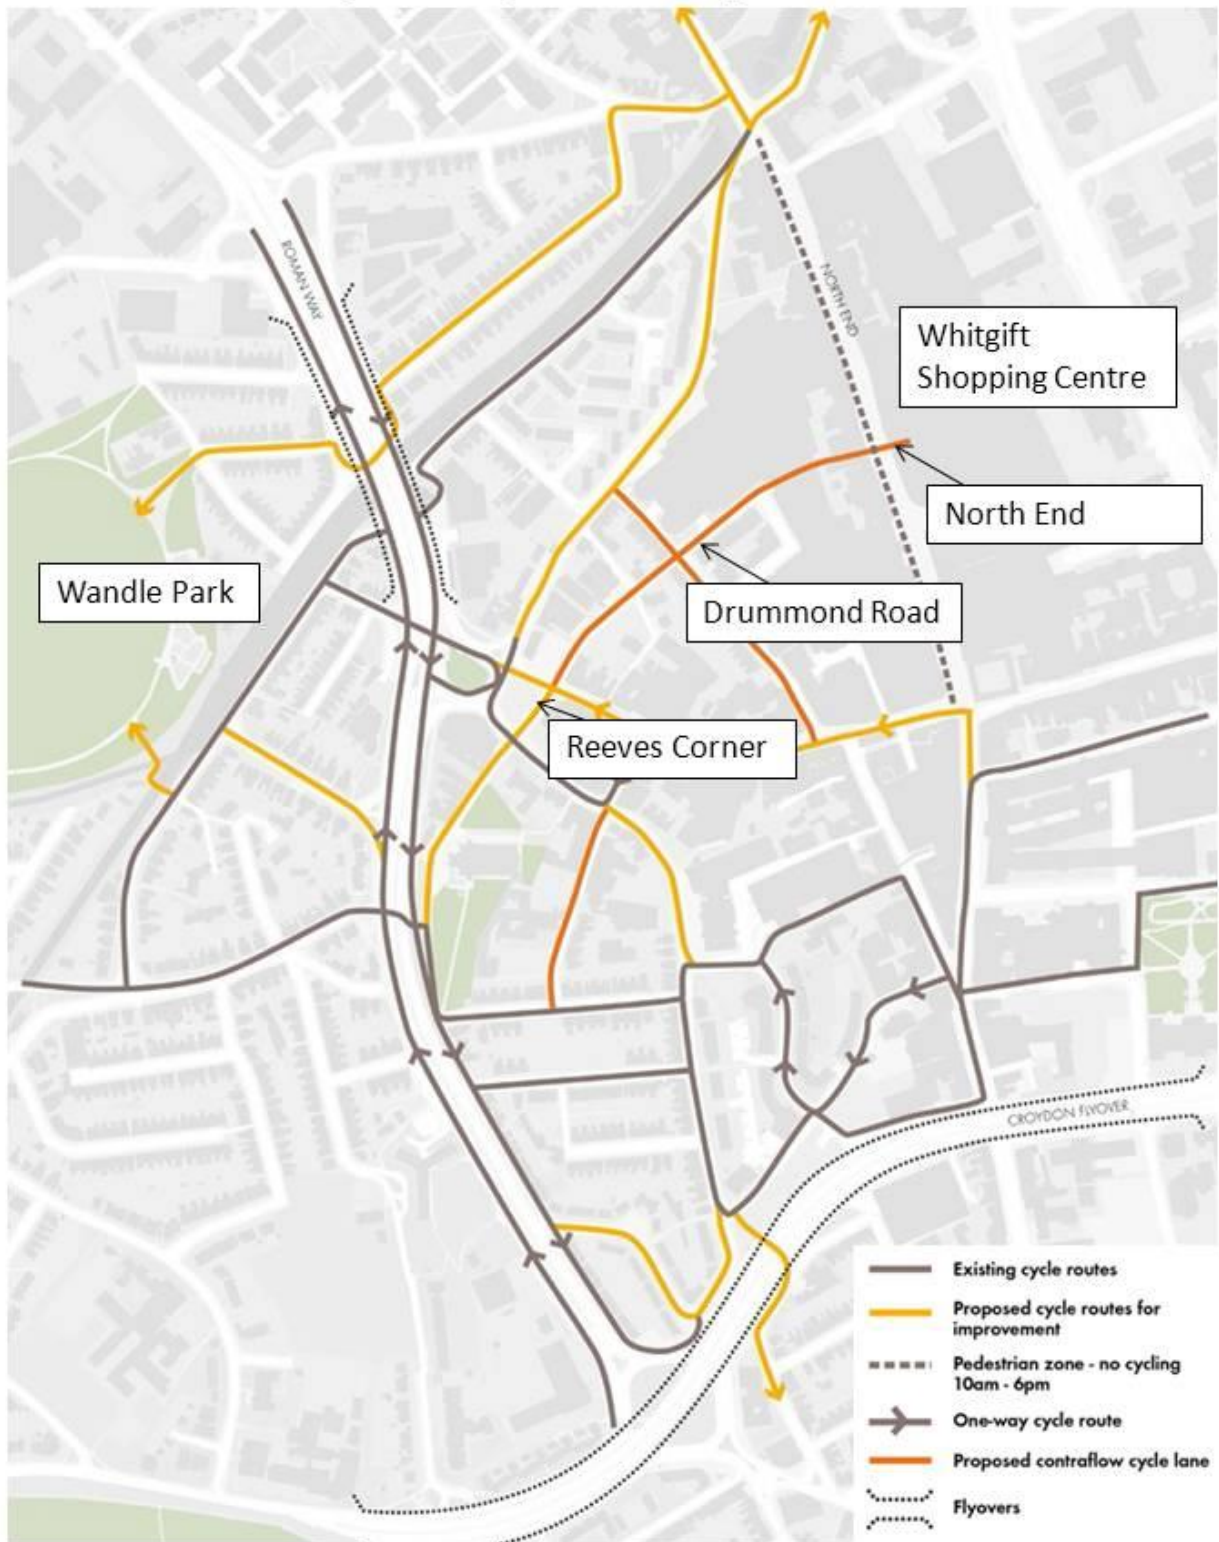 ROMAN WAY
NORTH END
Whitgift
Shopping Centre
North End
Wandle Park
Drummond Road
Reeves Corner
CROYDON FLYOVER
Existing cycle routes
Proposed cycle routes for
improvement
Pedestrian zone - no cycling
10am - 6pm
One-way cycle route
Proposed contraflow cycle lane
Flyovers